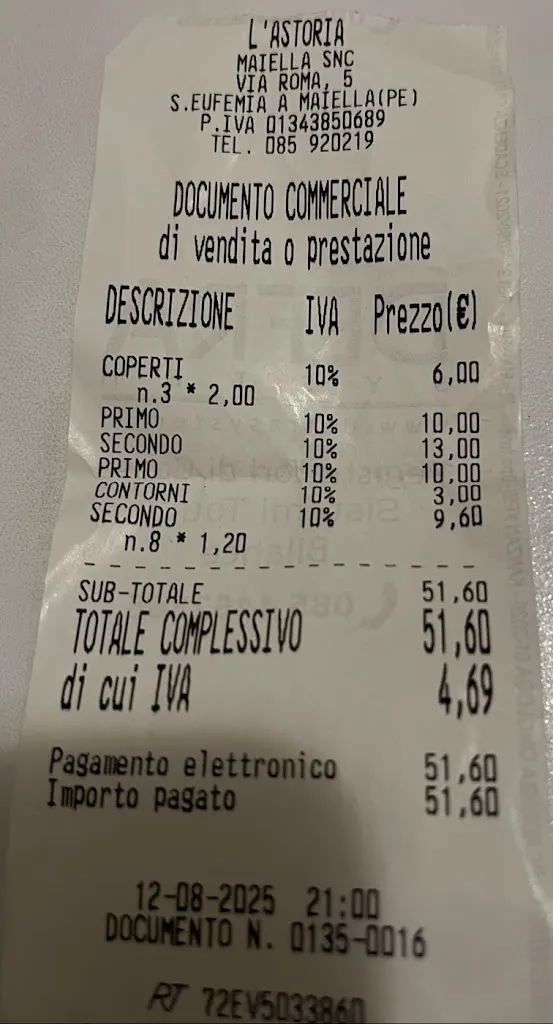 L'ASTORIA
MAIELLA SNC
VIA ROMA, 5
S.EUFEMIA A MAIELLA(PE)
P.IVA 01343850689
TEL. 085 920219
DOCUMENTO COMMERCIALE
di vendita o prestazione
DESCRIZIONE IVA Prezzo(€)
COPERTI 10% 6,00
n.3 * 2,00
PRIMO 10% 10,00
SECONDO 10% 13,00
PRIMO 10% 10,00
CONTORNI 10% 3,00
SECONDO 10% 9,60
n.8 * 1,20
SUB-TOTALE 51,60
TOTALE COMPLESSIVO 51,60
di cui IVA 4,69
Pagamento elettronico 51,60
Importo pagato 51,60
12-08-2025 21:00
DOCUMENTO N. 0135-0016
RT 72EV5033860